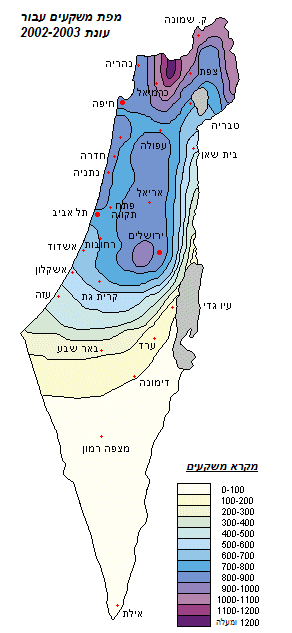 מפת משקעים עבור
עונת 2002-2003
ק. שמונה
נהריה
צפת
כרמיאל
חיפה
טבריה
עפולה
בית שאן
חדרה
נתניה
אריאל
פתח
תקווה
תל אביב
ירושלים
רחובות
אשדוד
אשקלון
קרית גת
עזה
עין גדי
ערד
באר שבע
דימונה
מצפה רמון
אילת
מקרא משקעים
0-100
100-200
200-300
300-400
400-500
500-600
600-700
700-800
800-900
900-1000
1000-1100
1100-1200
1200 ומעלה